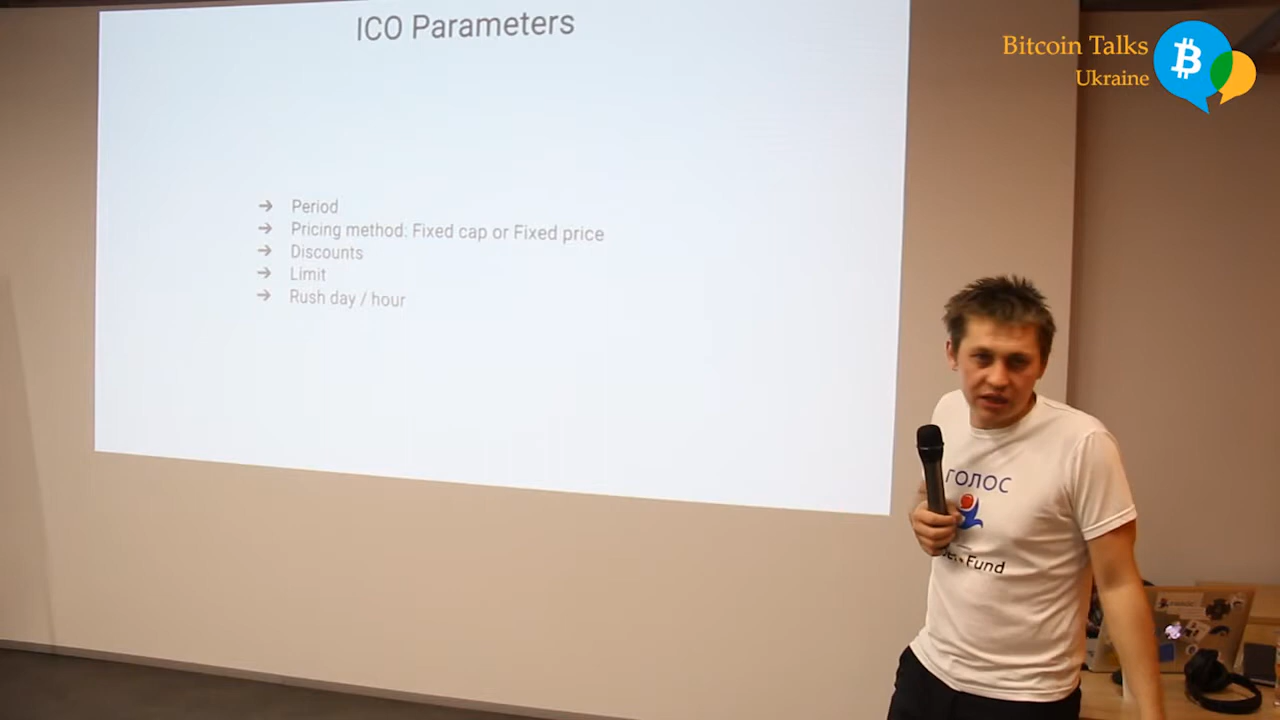 ICO Parameters
Bitcoin Talks
Ukraine
→ Period
→ Pricing method: Fixed cap or Fixed price
→ Discounts
→ Limit
→ Rush day / hour
ГОЛОС
Fund